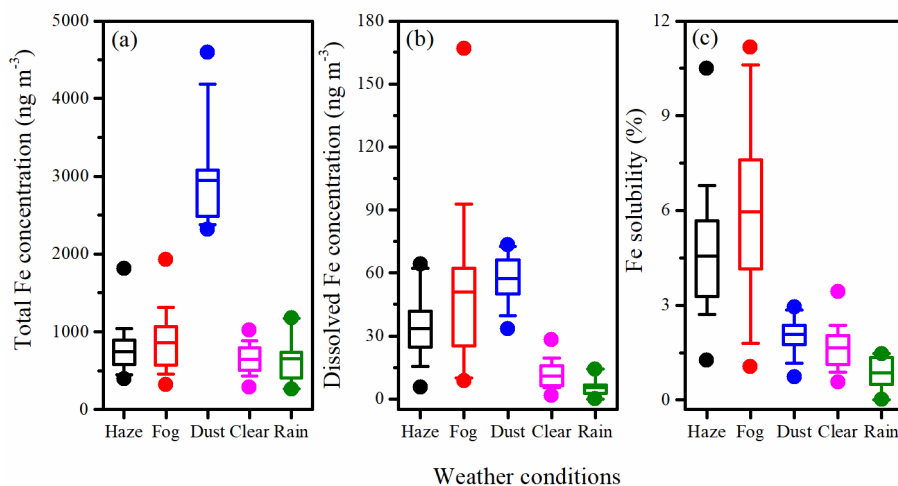 (a)
Total Fe concentration (ng m⁻³)
5000
4000
3000
2000
1000
0
Haze Fog Dust Clear Rain
(b)
Dissolved Fe concentration (ng m⁻³)
180
150
120
90
60
30
0
Haze Fog Dust Clear Rain
(c)
Fe solubility (%)
12
9
6
3
0
Haze Fog Dust Clear Rain
Weather conditions